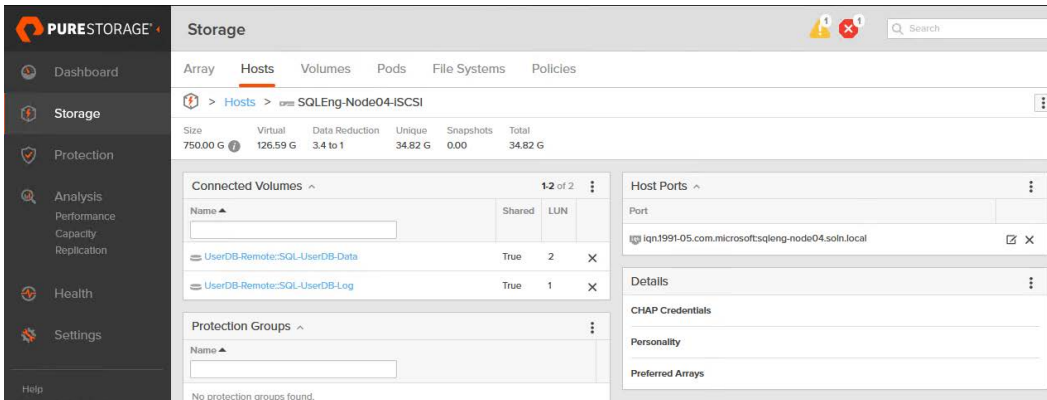 PURESTORAGE®
Storage
1
1
Search
Dashboard
Storage
Protection
Analysis
Performance
Capacity
Replication
Health
Settings
Help
Array Hosts Volumes Pods File Systems Policies
> Hosts > SQLEng-Node04-iSCSI
Size Virtual Data Reduction Unique Snapshots Total
750.00 G 126.59 G 3.4 to 1 34.82 G 0.00 34.82 G
Connected Volumes 1-2 of 2
Name Shared LUN
UserDB-Remote::SQL-UserDB-Data True 2
UserDB-Remote::SQL-UserDB-Log True 1
Protection Groups
Name
No protection groups found.
Host Ports
Port
iqn.1991-05.com.microsoft:sqleng-node04.soln.local
Details
CHAP Credentials
Personality
Preferred Arrays